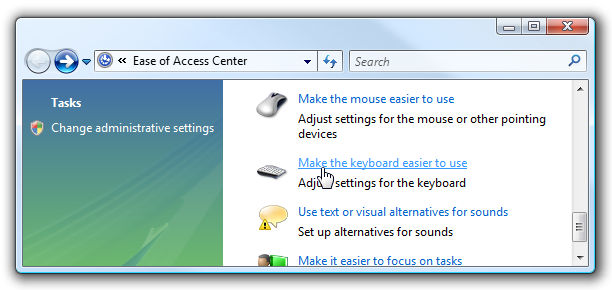 « Ease of Access Center
Search
Tasks
Change administrative settings
Make the mouse easier to use
Adjust settings for the mouse or other pointing
devices
Make the keyboard easier to use
Adjust settings for the keyboard
Use text or visual alternatives for sounds
Set up alternatives for sounds
Make it easier to focus on tasks